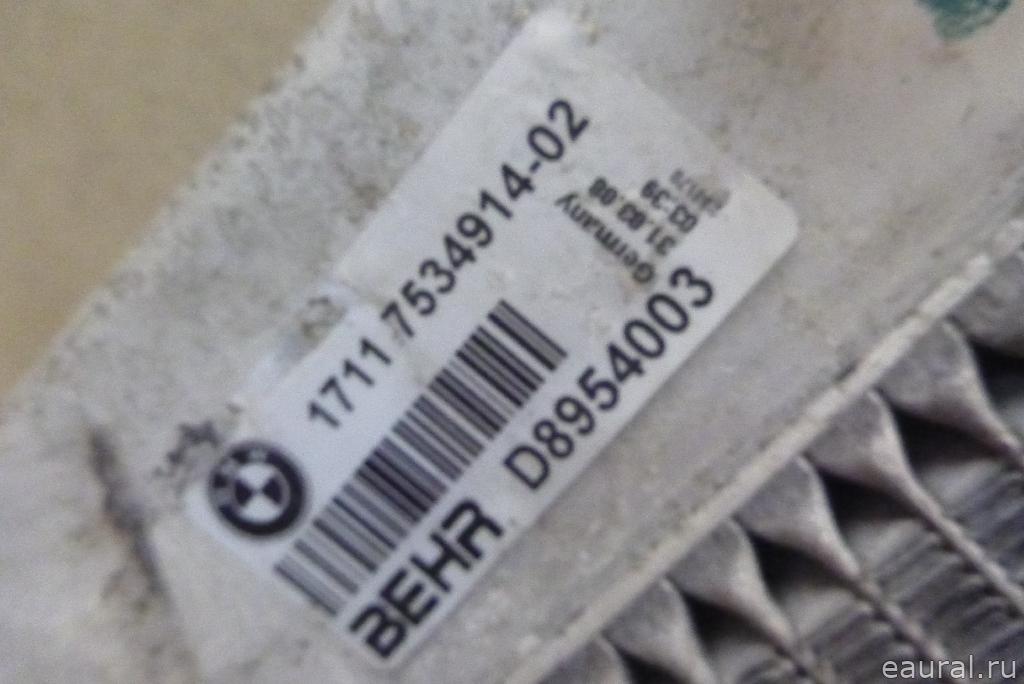 1711 7534914-02
Germany
31.03.08
03-39
BEHR D8954003
eaural.ru